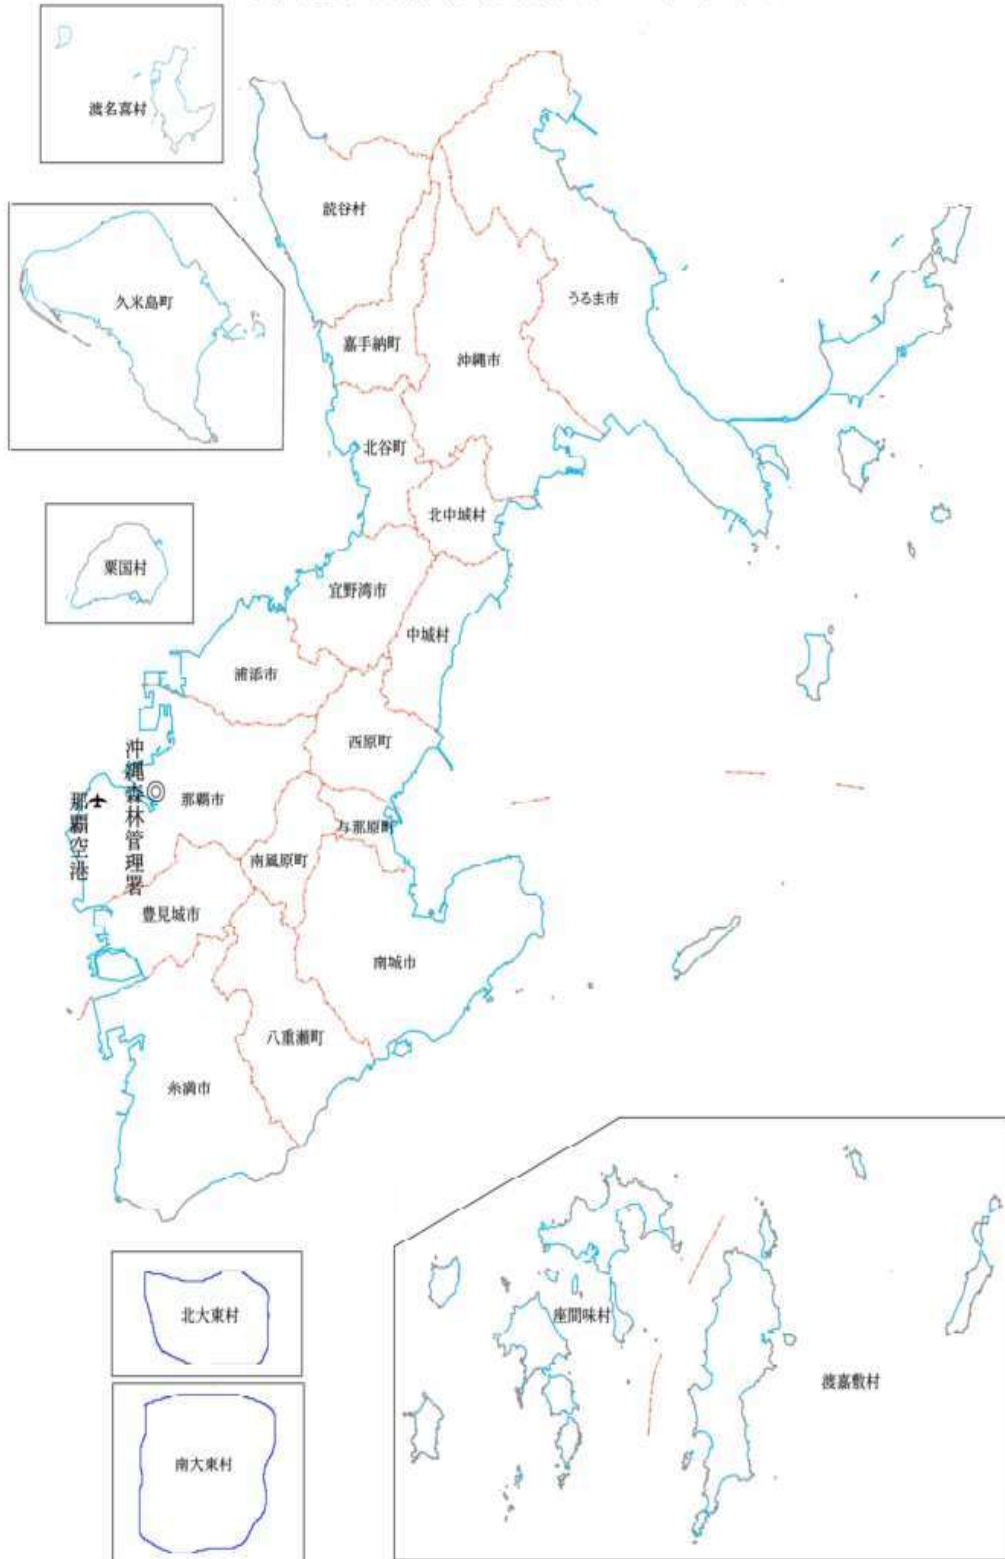 渡名喜村
読谷村
久米島町
うるま市
嘉手納町
沖縄市
北谷町
北中城村
粟国村
宜野湾市
中城村
浦添市
西原町
沖縄森林管理署
那覇空港
那覇市
与那原町
南風原町
豊見城市
南城市
八重瀬町
糸満市
北大東村
座間味村
渡嘉敷村
南大東村